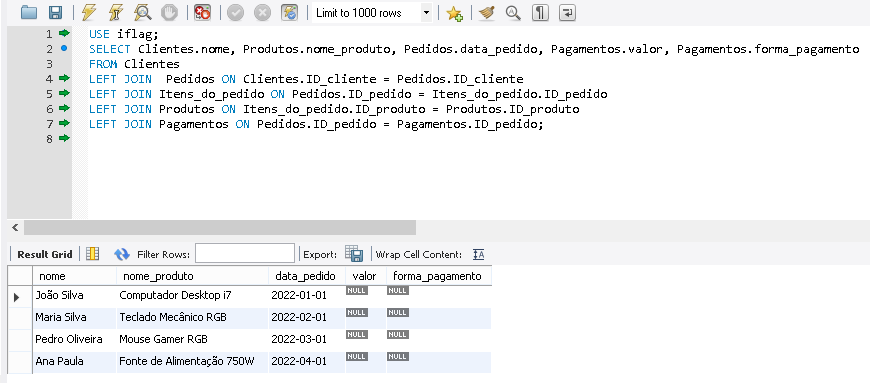 Limit to 1000 rows
1 USE iflag;
2 SELECT Clientes.nome, Produtos.nome_produto, Pedidos.data_pedido, Pagamentos.valor, Pagamentos.forma_pagamento
3 FROM Clientes
4 LEFT JOIN  Pedidos ON Clientes.ID_cliente = Pedidos.ID_cliente
5 LEFT JOIN Itens_do_pedido ON Pedidos.ID_pedido = Itens_do_pedido.ID_pedido
6 LEFT JOIN Produtos ON Itens_do_pedido.ID_produto = Produtos.ID_produto
7 LEFT JOIN Pagamentos ON Pedidos.ID_pedido = Pagamentos.ID_pedido;
8
Result Grid Filter Rows: Export: Wrap Cell Content:
nome nome_produto data_pedido valor forma_pagamento
João Silva Computador Desktop i7 2022-01-01 NULL NULL
Maria Silva Teclado Mecânico RGB 2022-02-01 NULL NULL
Pedro Oliveira Mouse Gamer RGB 2022-03-01 NULL NULL
Ana Paula Fonte de Alimentação 750W 2022-04-01 NULL NULL